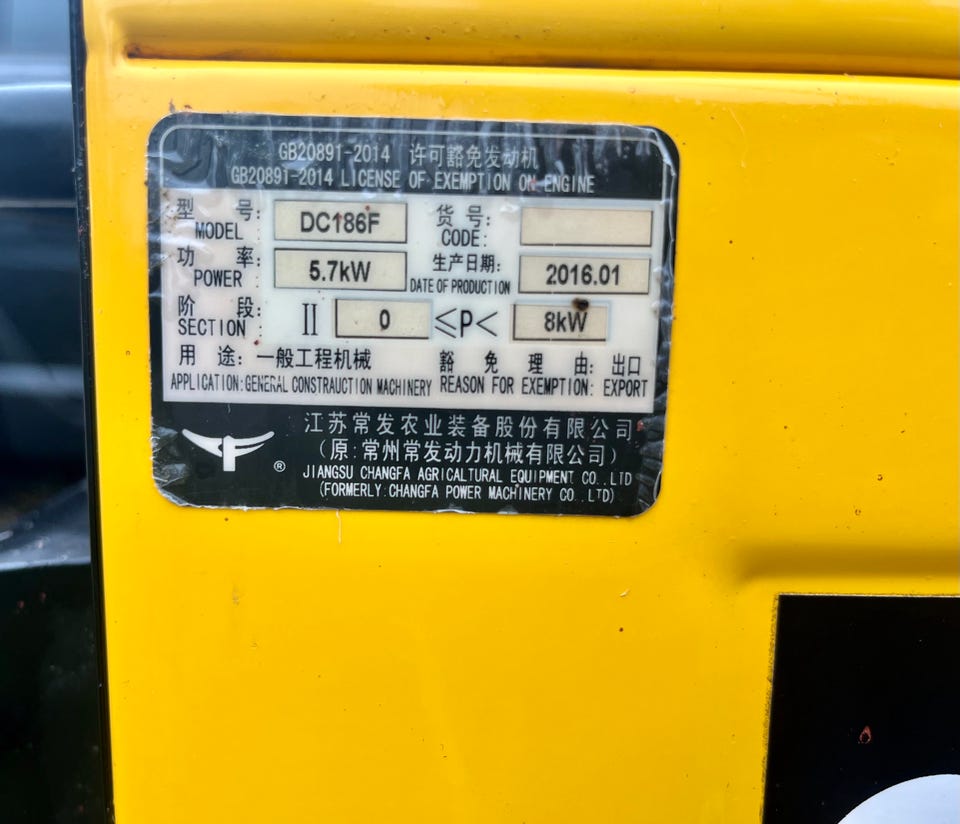 GB20891-2014 许可豁免发动机
GB20891-2014 LICENSE OF EXEMPTION ON ENGINE
型 号: DC186F 货 号:
MODEL CODE:
功 率: 5.7kW 生产日期: 2016.01
POWER : DATE OF PRODUCTION
阶 段: II 0 ≤P< 8kW
SECTION :
用 途: 一般工程机械 豁 免 理 由: 出口
APPLICATION:GENERAL CONSTRAUCTION MACHINERY REASON FOR EXEMPTION: EXPORT
江苏常发农业装备股份有限公司
(原:常州常发动力机械有限公司)
®
JIANGSU CHANGFA AGRICALTURAL EQUIPMENT CO.,LTD
(FORMERLY:CHANGFA POWER MACHINERY CO.,LTD)